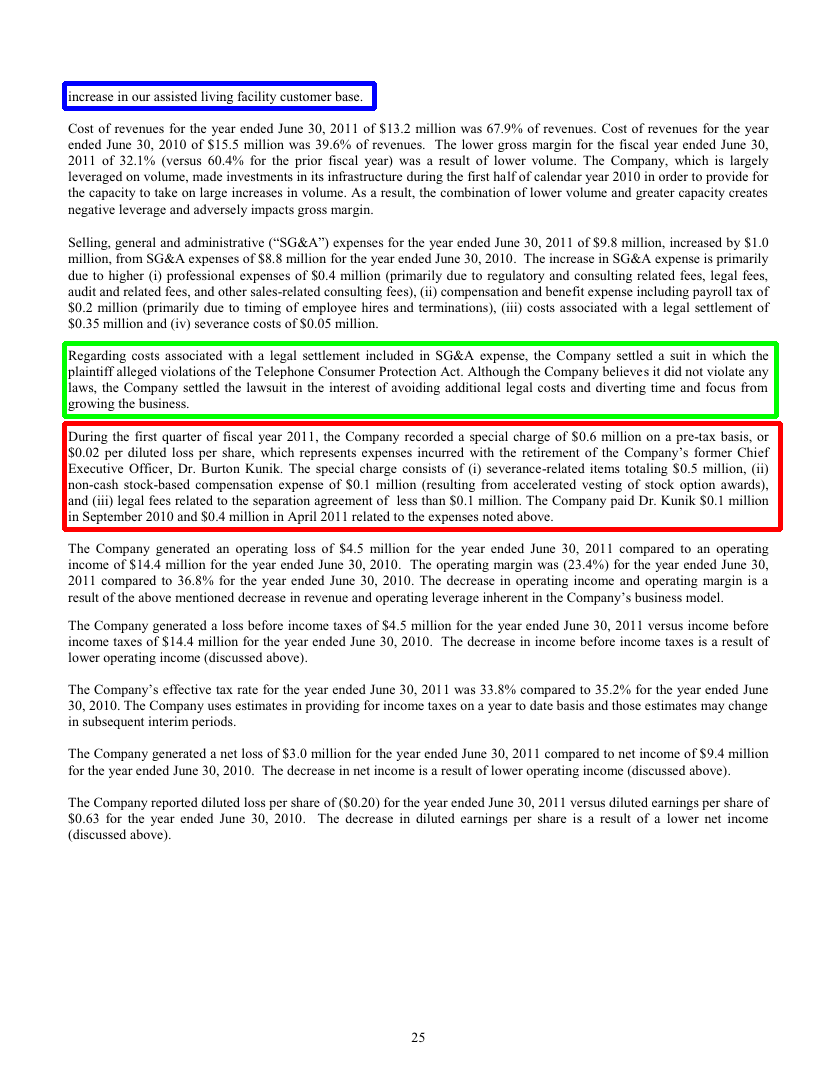 increase in our assisted living facility customer base.
Cost of revenues for the year ended June 30, 2011 of $13.2 million was 67.9% of revenues. Cost of revenues for the year
ended June 30, 2010 of $15.5 million was 39.6% of revenues.  The lower gross margin for the fiscal year ended June 30,
2011 of 32.1% (versus 60.4% for the prior fiscal year) was a result of lower volume. The Company, which is largely
leveraged on volume, made investments in its infrastructure during the first half of calendar year 2010 in order to provide for
the capacity to take on large increases in volume. As a result, the combination of lower volume and greater capacity creates
negative leverage and adversely impacts gross margin.
Selling, general and administrative (“SG&A”) expenses for the year ended June 30, 2011 of $9.8 million, increased by $1.0
million, from SG&A expenses of $8.8 million for the year ended June 30, 2010.  The increase in SG&A expense is primarily
due to higher (i) professional expenses of $0.4 million (primarily due to regulatory and consulting related fees, legal fees,
audit and related fees, and other sales-related consulting fees), (ii) compensation and benefit expense including payroll tax of
$0.2 million (primarily due to timing of employee hires and terminations), (iii) costs associated with a legal settlement of
$0.35 million and (iv) severance costs of $0.05 million.
Regarding costs associated with a legal settlement included in SG&A expense, the Company settled a suit in which the
plaintiff alleged violations of the Telephone Consumer Protection Act. Although the Company believes it did not violate any
laws, the Company settled the lawsuit in the interest of avoiding additional legal costs and diverting time and focus from
growing the business.
During the first quarter of fiscal year 2011, the Company recorded a special charge of $0.6 million on a pre-tax basis, or
$0.02 per diluted loss per share, which represents expenses incurred with the retirement of the Company’s former Chief
Executive Officer, Dr. Burton Kunik. The special charge consists of (i) severance-related items totaling $0.5 million, (ii)
non-cash stock-based compensation expense of $0.1 million (resulting from accelerated vesting of stock option awards),
and (iii) legal fees related to the separation agreement of  less than $0.1 million. The Company paid Dr. Kunik $0.1 million
in September 2010 and $0.4 million in April 2011 related to the expenses noted above.
The Company generated an operating loss of $4.5 million for the year ended June 30, 2011 compared to an operating
income of $14.4 million for the year ended June 30, 2010.  The operating margin was (23.4%) for the year ended June 30,
2011 compared to 36.8% for the year ended June 30, 2010. The decrease in operating income and operating margin is a
result of the above mentioned decrease in revenue and operating leverage inherent in the Company’s business model.
The Company generated a loss before income taxes of $4.5 million for the year ended June 30, 2011 versus income before
income taxes of $14.4 million for the year ended June 30, 2010.  The decrease in income before income taxes is a result of
lower operating income (discussed above).
The Company’s effective tax rate for the year ended June 30, 2011 was 33.8% compared to 35.2% for the year ended June
30, 2010. The Company uses estimates in providing for income taxes on a year to date basis and those estimates may change
in subsequent interim periods.
The Company generated a net loss of $3.0 million for the year ended June 30, 2011 compared to net income of $9.4 million
for the year ended June 30, 2010.  The decrease in net income is a result of lower operating income (discussed above).
The Company reported diluted loss per share of ($0.20) for the year ended June 30, 2011 versus diluted earnings per share of
$0.63 for the year ended June 30, 2010.  The decrease in diluted earnings per share is a result of a lower net income
(discussed above).
25